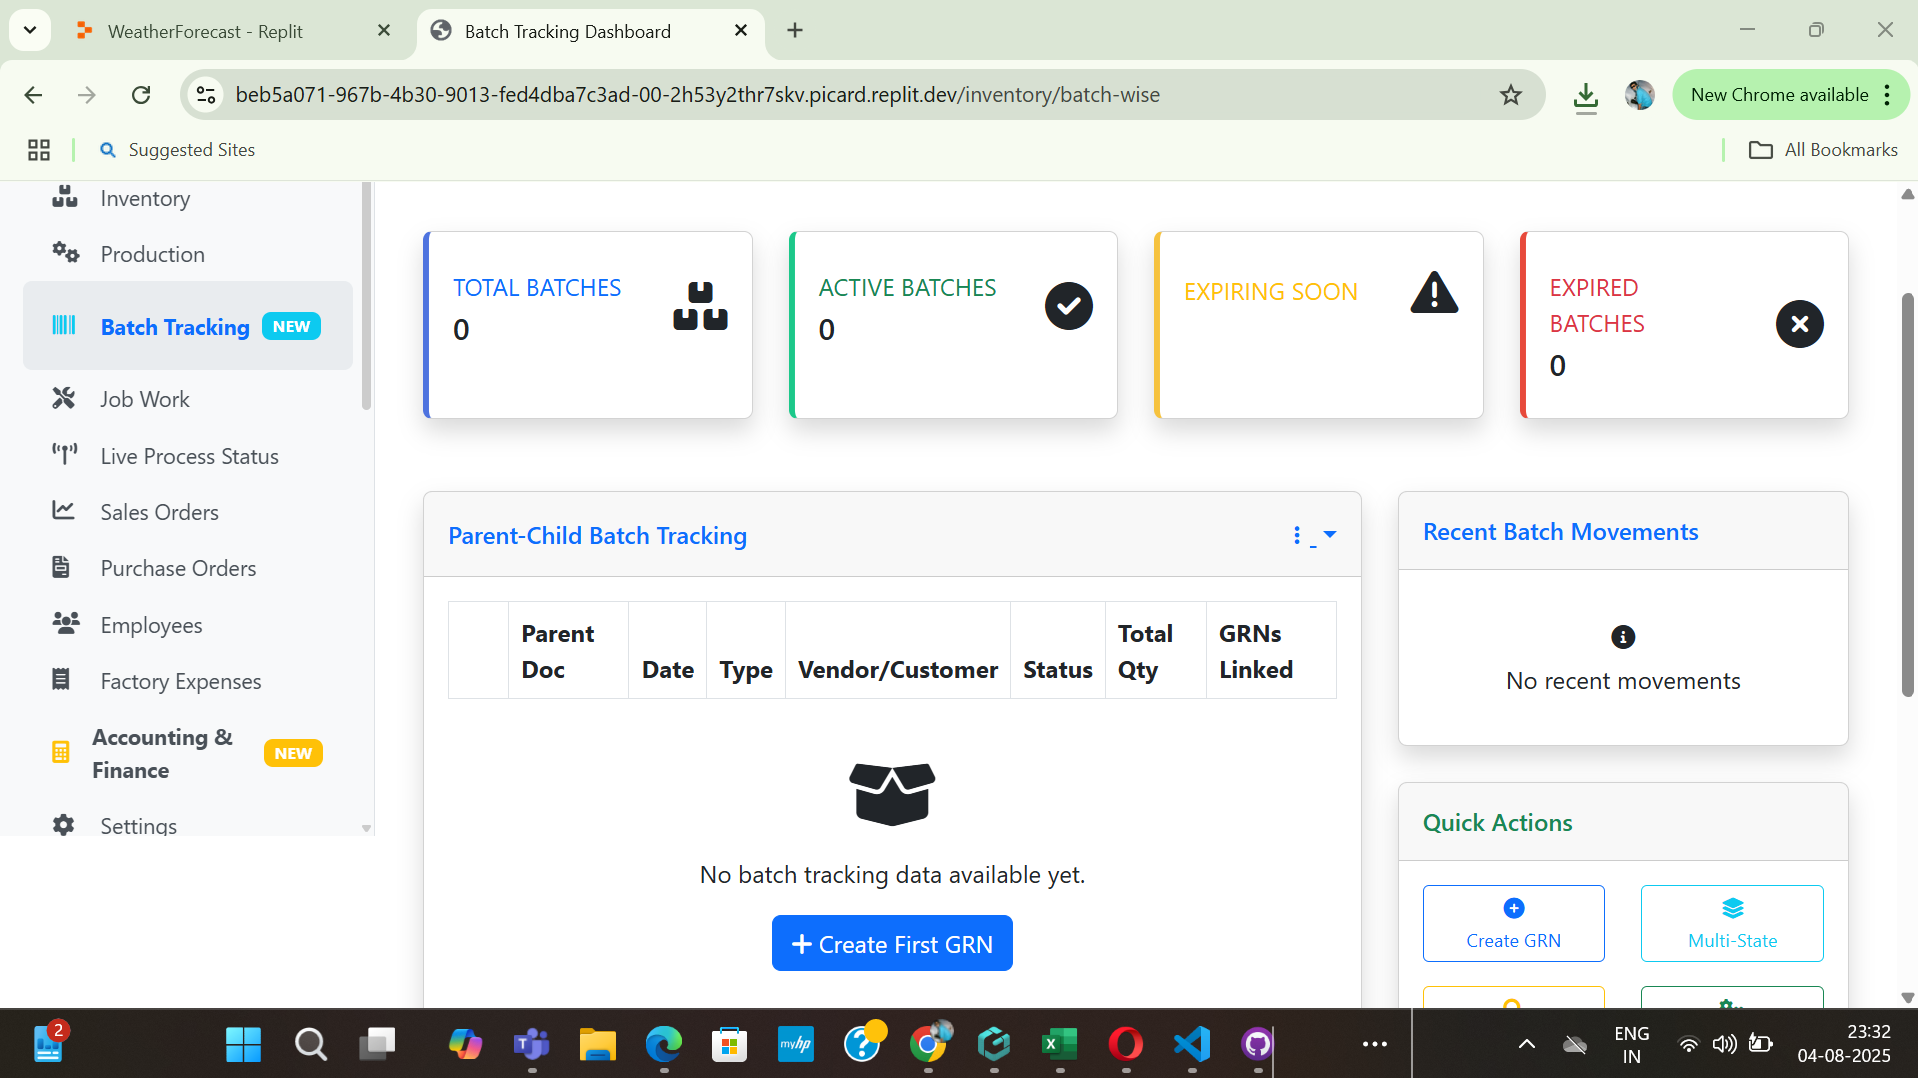 WeatherForecast - Replit
Batch Tracking Dashboard
beb5a071-967b-4b30-9013-fed4dba7c3ad-00-2h53y2thr7skv.picard.replit.dev/inventory/batch-wise
New Chrome available
Suggested Sites
All Bookmarks
Inventory
Production
Batch Tracking NEW
Job Work
Live Process Status
Sales Orders
Purchase Orders
Employees
Factory Expenses
Accounting &
Finance
NEW
Settings
TOTAL BATCHES
0
ACTIVE BATCHES
0
EXPIRING SOON
EXPIRED
BATCHES
0
Parent-Child Batch Tracking
Parent
Doc
Date
Type
Vendor/Customer
Status
Total
Qty
GRNs
Linked
No batch tracking data available yet.
+ Create First GRN
Recent Batch Movements
No recent movements
Quick Actions
Create GRN
Multi-State
2
myhp
ENG
IN
23:32
04-08-2025